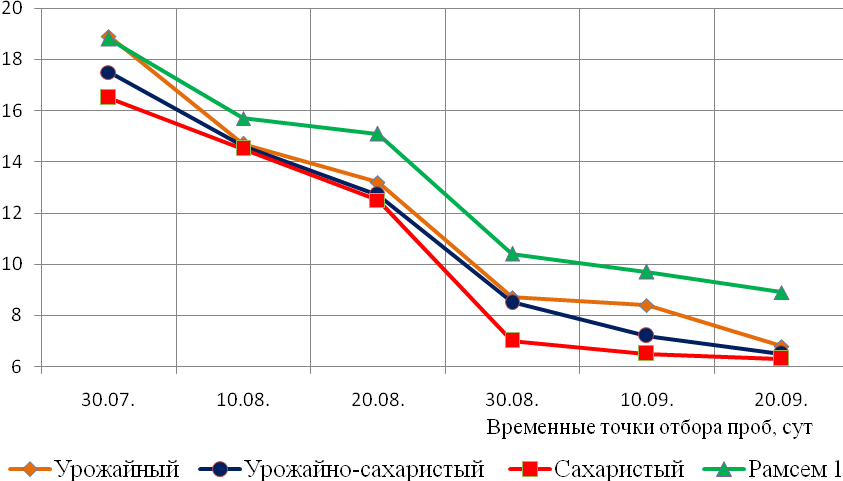 20
18
16
14
12
10
8
6
30.07. 10.08. 20.08. 30.08. 10.09. 20.09.
Временные точки отбора проб, сут
Урожайный Урожайно-сахаристый Сахаристый Рамсем 1